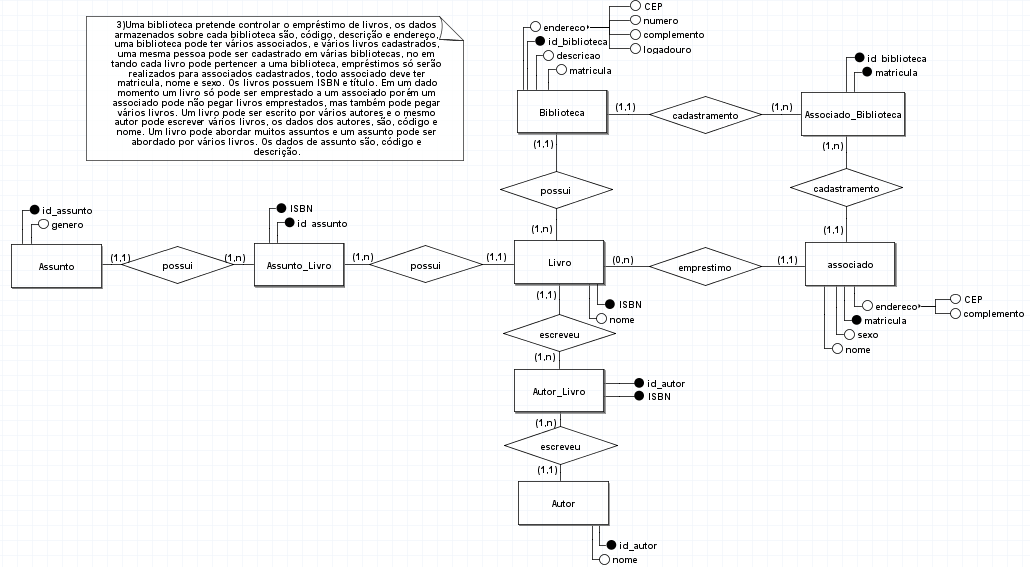 3)Uma biblioteca pretende controlar o empréstimo de livros, os dados
armazenados sobre cada biblioteca são, código, descrição e endereço,
uma biblioteca pode ter vários associados, e vários livros cadastrados,
uma mesma pessoa pode ser cadastrado em várias bibliotecas, no em
tando cada livro pode pertencer a uma biblioteca, empréstimos só serão
realizados para associados cadastrados, todo associado deve ter
matricula, nome e sexo. Os livros possuem ISBN e título. Em um dado
momento um livro só pode ser emprestado a um associado porém um
associado pode não pegar livros emprestados, mas também pode pegar
vários livros. Um livro pode ser escrito por vários autores e o mesmo
autor pode escrever vários livros, os dados dos autores, são, código e
nome. Um livro pode abordar muitos assuntos e um assunto pode ser
abordado por vários livros. Os dados de assunto são, código e
descrição.
CEP
numero
complemento
logadouro
endereco
id_biblioteca
descricao
matricula
Biblioteca
(1,1)
cadastramento
(1,n)
id_biblioteca
matricula
Associado_Biblioteca
(1,1)
possui
(1,n)
(1,n)
cadastramento
(1,1)
id_assunto
genero
Assunto
(1,1)
possui
(1,n)
ISBN
id_assunto
Assunto_Livro
(1,n)
possui
(1,1)
Livro
(0,n)
emprestimo
(1,1)
associado
ISBN
nome
endereco
CEP
complemento
matricula
sexo
nome
(1,1)
escreveu
(1,n)
Autor_Livro
id_autor
ISBN
(1,n)
escreveu
(1,1)
Autor
id_autor
nome